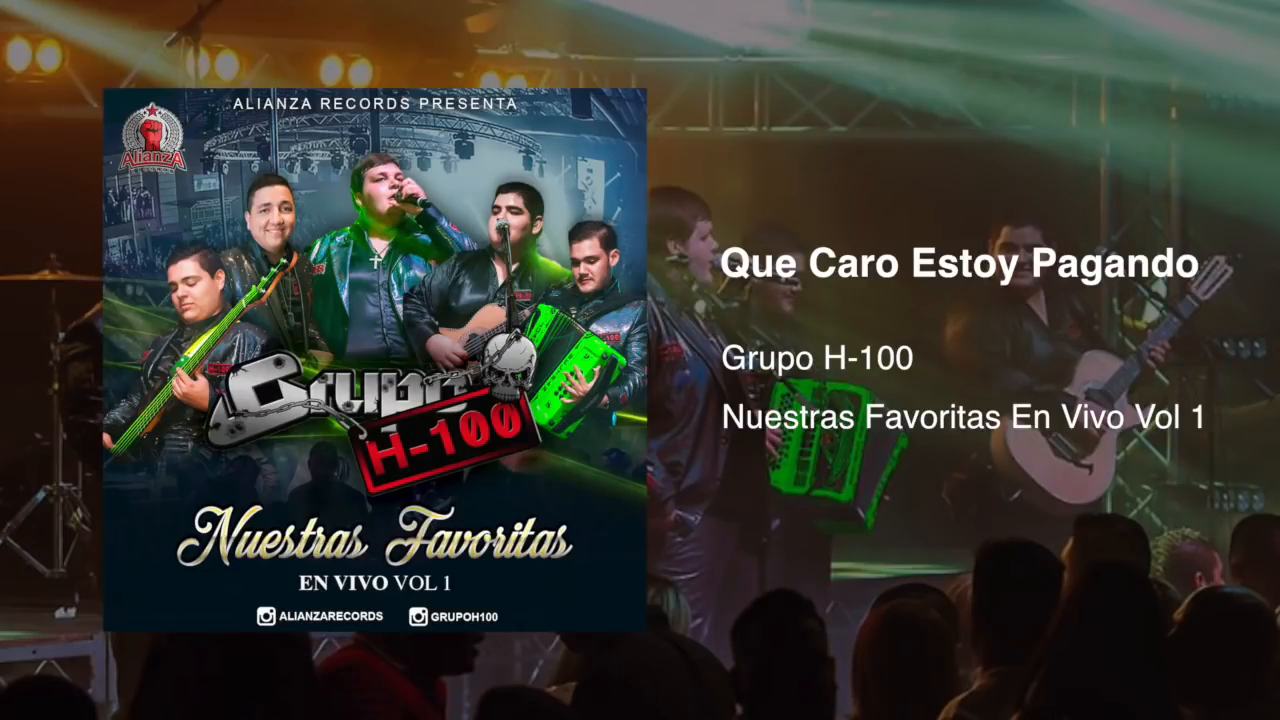 ALIANZA RECORDS PRESENTA
AlianzA
Grupo
H-100
Nuestras Favoritas
EN VIVO VOL 1
ALIANZARECORDS GRUPOH100
Que Caro Estoy Pagando
Grupo H-100
Nuestras Favoritas En Vivo Vol 1